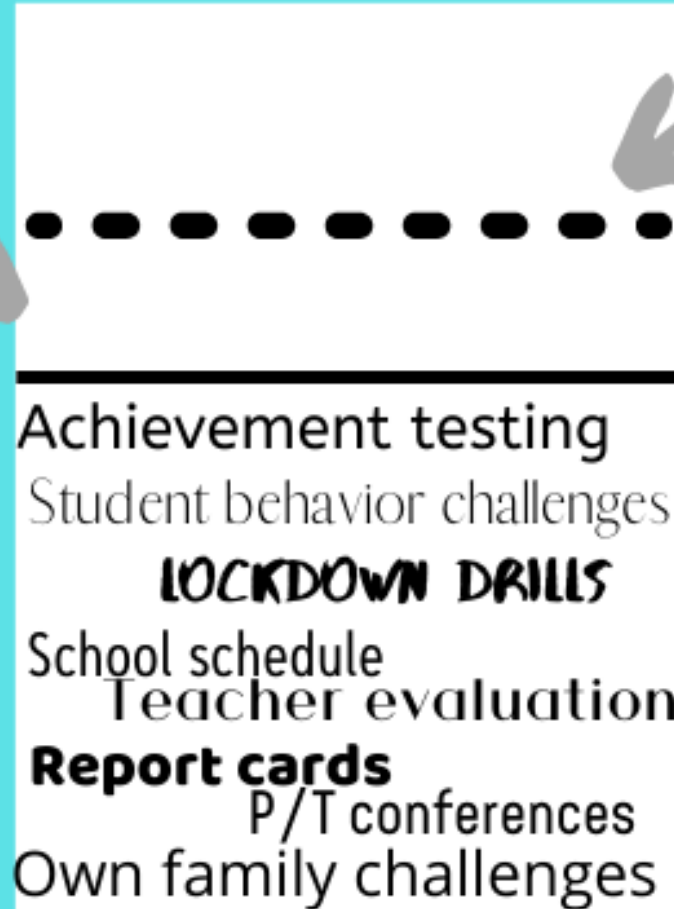 Achievement testing
Student behavior challenges
LOCKDOWN DRILLS
School schedule
Teacher evaluation
Report cards
P/T conferences
Own family challenges